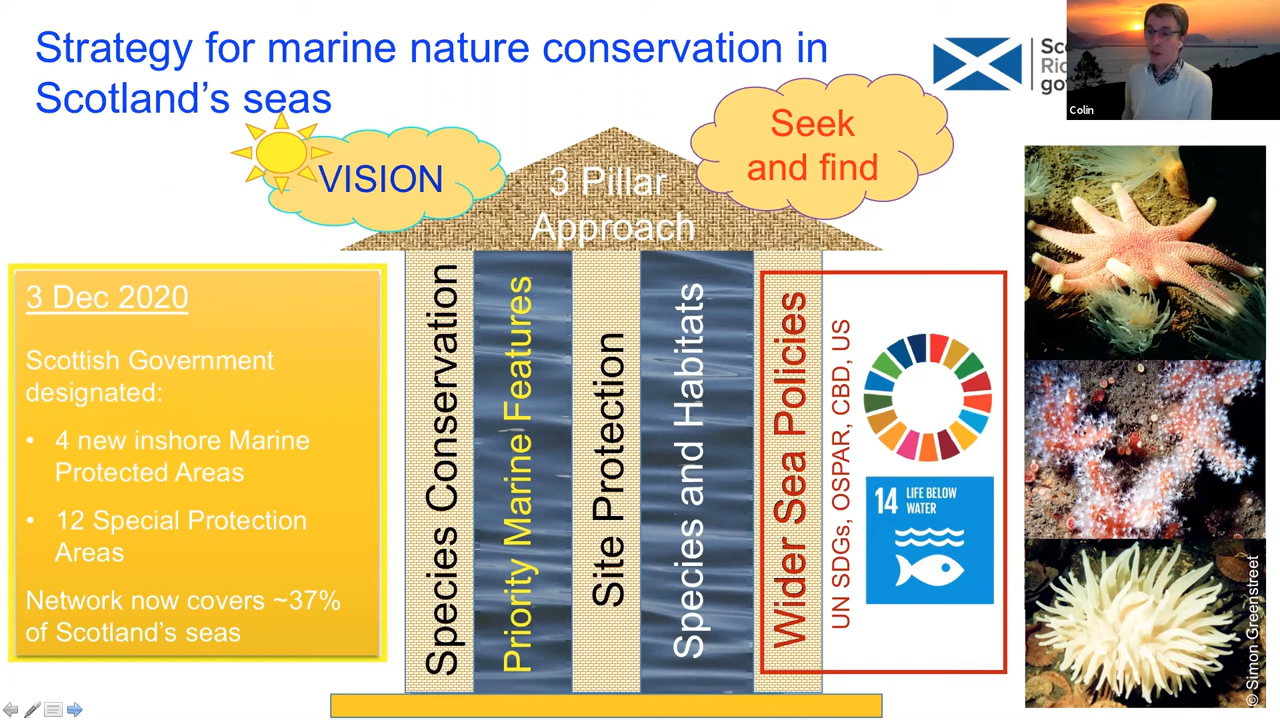 Strategy for marine nature conservation in
Scotland's seas
Colin
VISION
Seek
and find
3 Pillar
Approach
3 Dec 2020
Scottish Government
designated:
• 4 new inshore Marine
Protected Areas
• 12 Special Protection
Areas
Network now covers ~37%
of Scotland's seas
Species Conservation
Priority Marine Features
Site Protection
Species and Habitats
Wider Sea Policies
UN SDGs, OSPAR, CBD, US
14 LIFE BELOW
WATER
© Simon Greenstreet